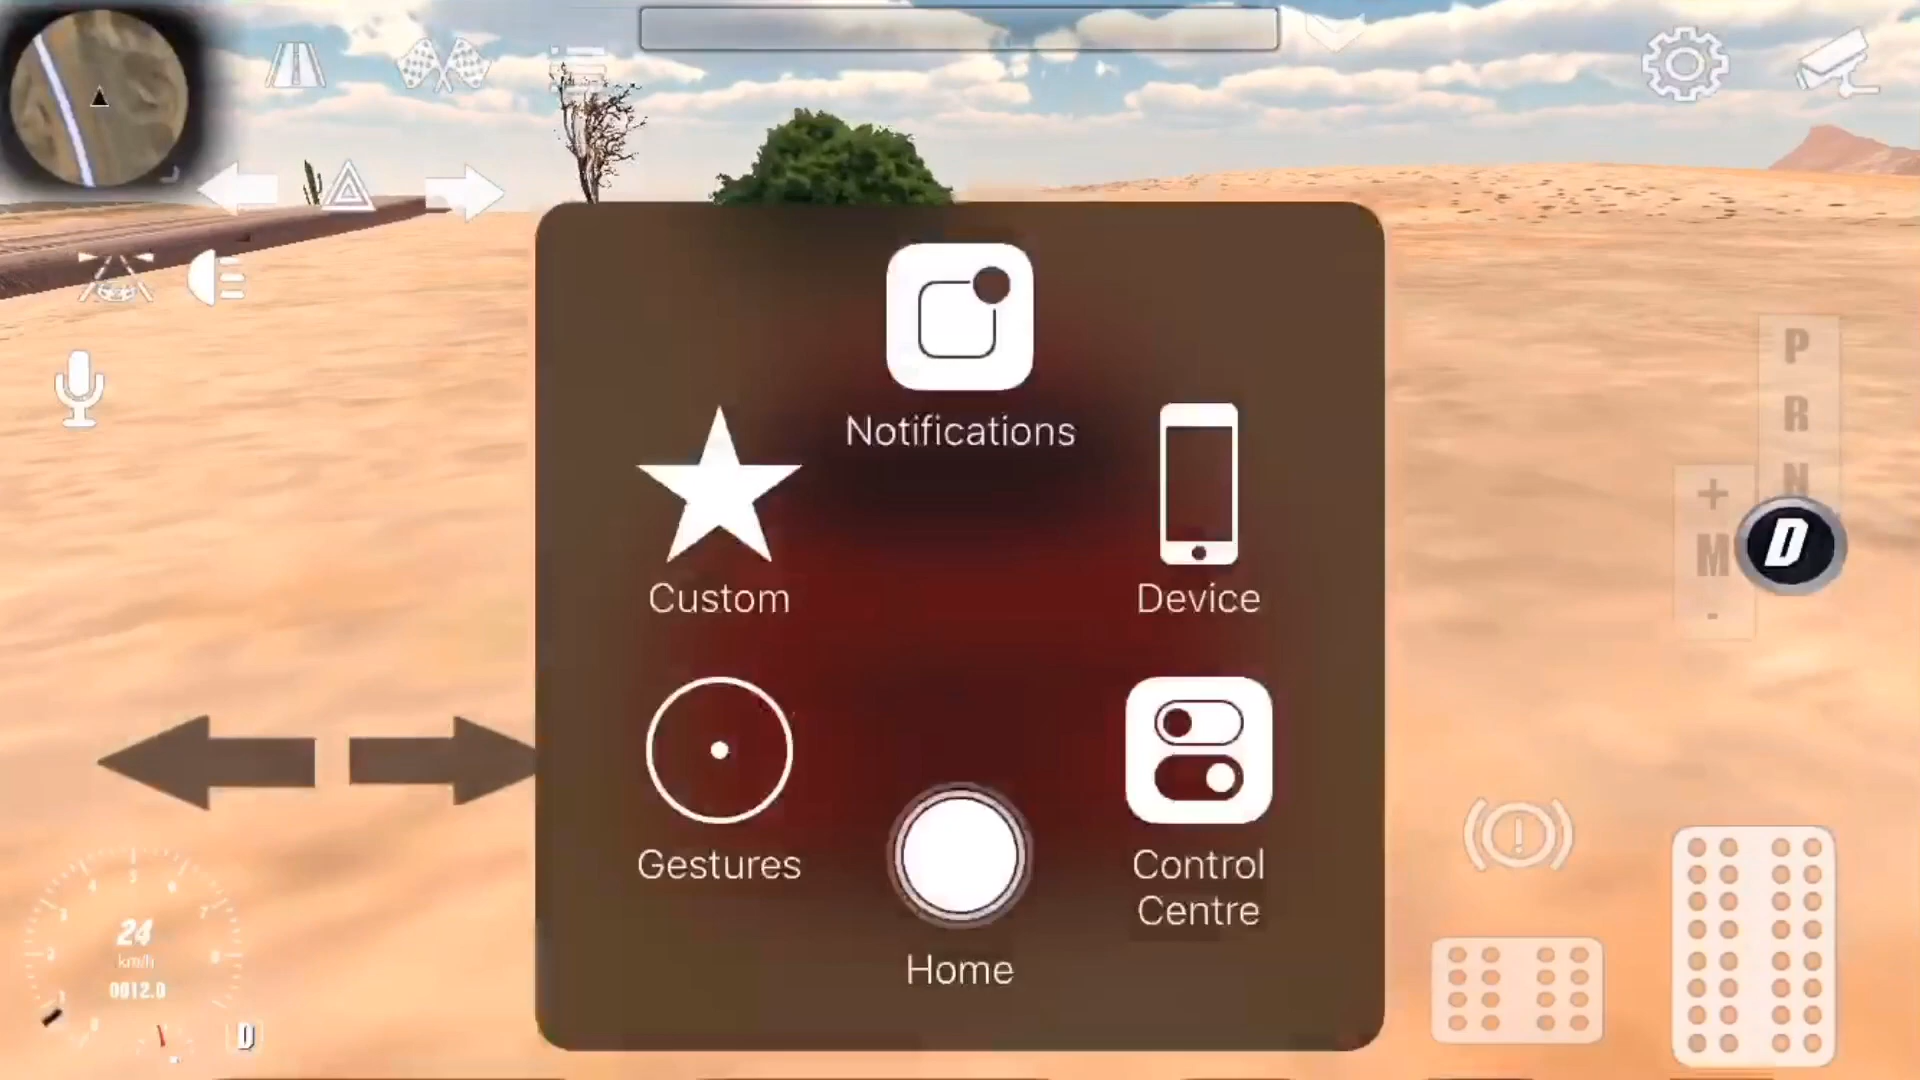 Notifications
Custom
Device
Gestures
Control
Centre
Home
P
R
N
D
+
M
-
24
km/h
0012.0
D